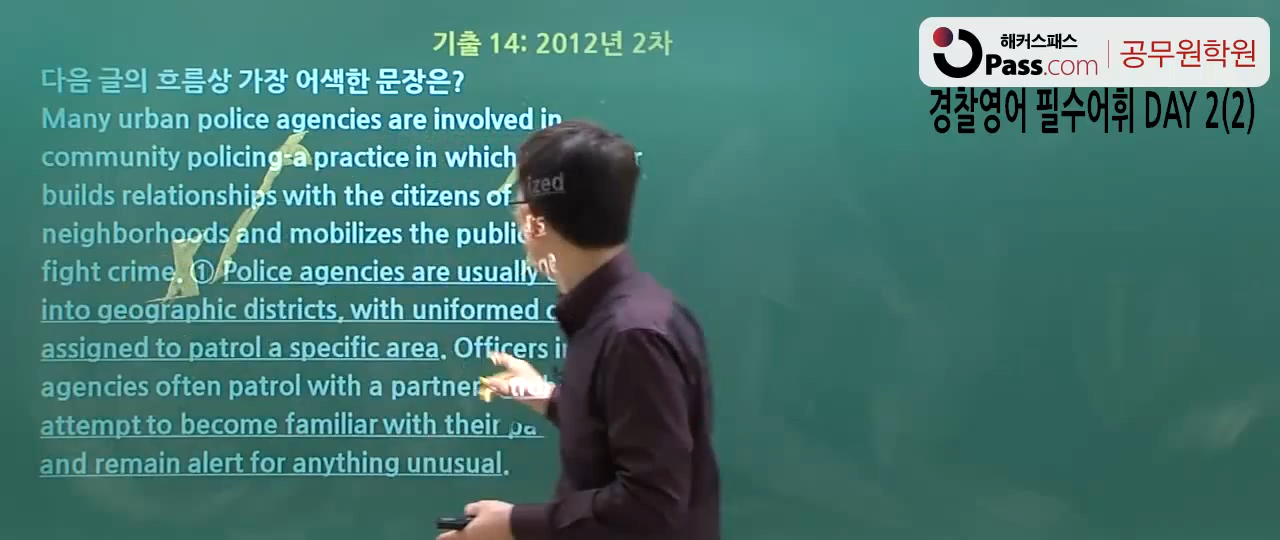 기출 14: 2012년 2차
해커스패스
Pass.com
공무원학원
경찰영어 필수어휘 DAY 2(2)
다음 글의 흐름상 가장 어색한 문장은?
Many urban police agencies are involved in
community policing-a practice in which
builds relationships with the citizens of
neighborhoods and mobilizes the public
fight crime. ① Police agencies are usually
into geographic districts, with uniformed
assigned to patrol a specific area. Officers
agencies often patrol with a partner.
attempt to become familiar with their
and remain alert for anything unusual.